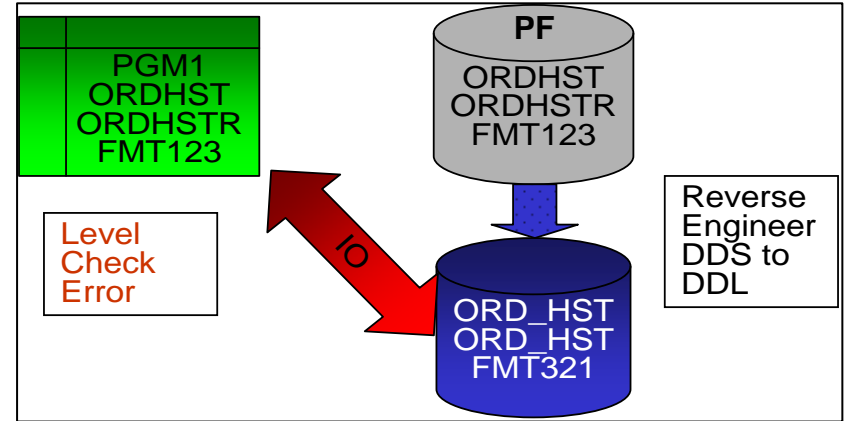 PGM1
ORDHST
ORDHSTR
FMT123
PF
ORDHST
ORDHSTR
FMT123
Level
Check
Error
IO
Reverse
Engineer
DDS to
DDL
ORD_HST
ORD_HST
FMT321